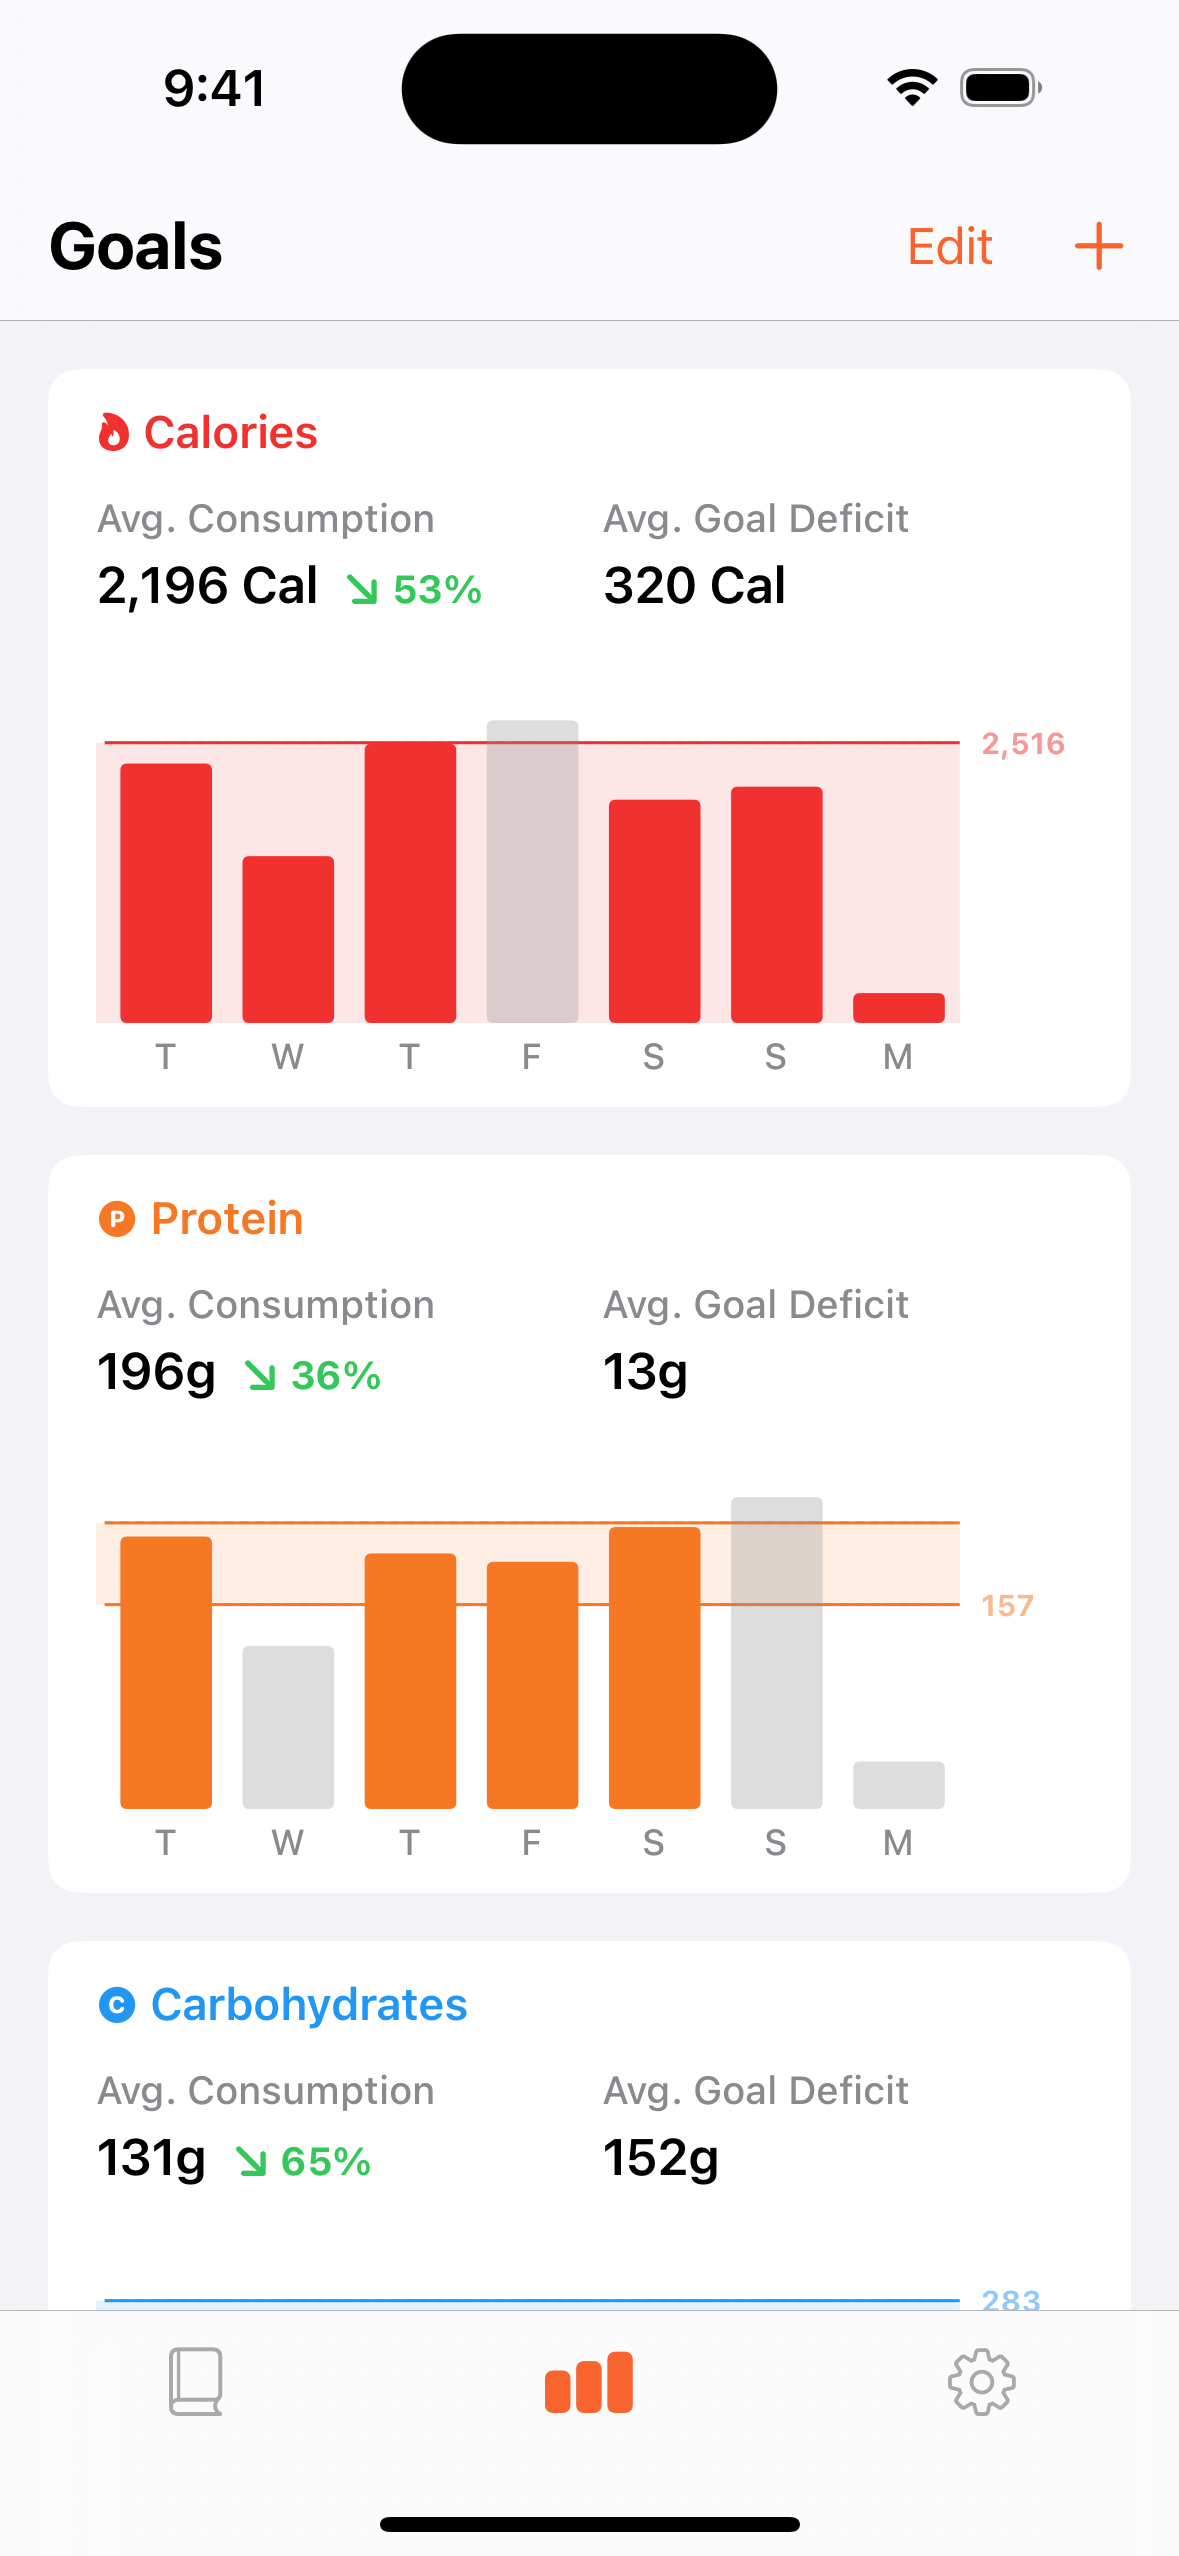 9:41
Goals
Edit
Calories
Avg. Consumption
Avg. Goal Deficit
2,196 Cal
53%
320 Cal
2,516
T W T F S S M
P Protein
Avg. Consumption
Avg. Goal Deficit
196g
36%
13g
157
T W T F S S M
C Carbohydrates
Avg. Consumption
Avg. Goal Deficit
131g
65%
152g
283